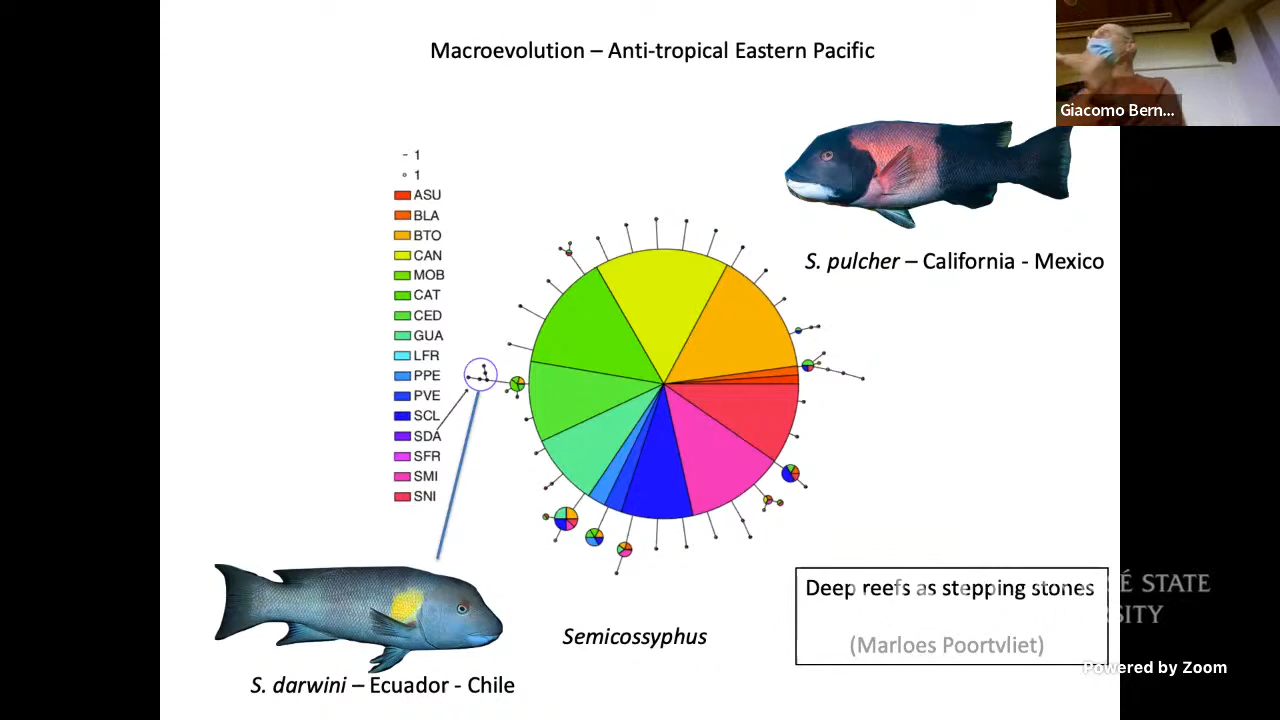 Macroevolution – Anti-tropical Eastern Pacific
Giacomo Bern...
1
1
ASU
BLA
BTO
CAN
MOB
CAT
CED
GUA
LFR
PPE
PVE
SCL
SDA
SFR
SMI
SNI
S. pulcher – California - Mexico
Deep reefs as stepping stones
É STATE
SITY
(Marloes Poortvliet)
Semicossyphus
Powered by Zoom
S. darwini – Ecuador - Chile